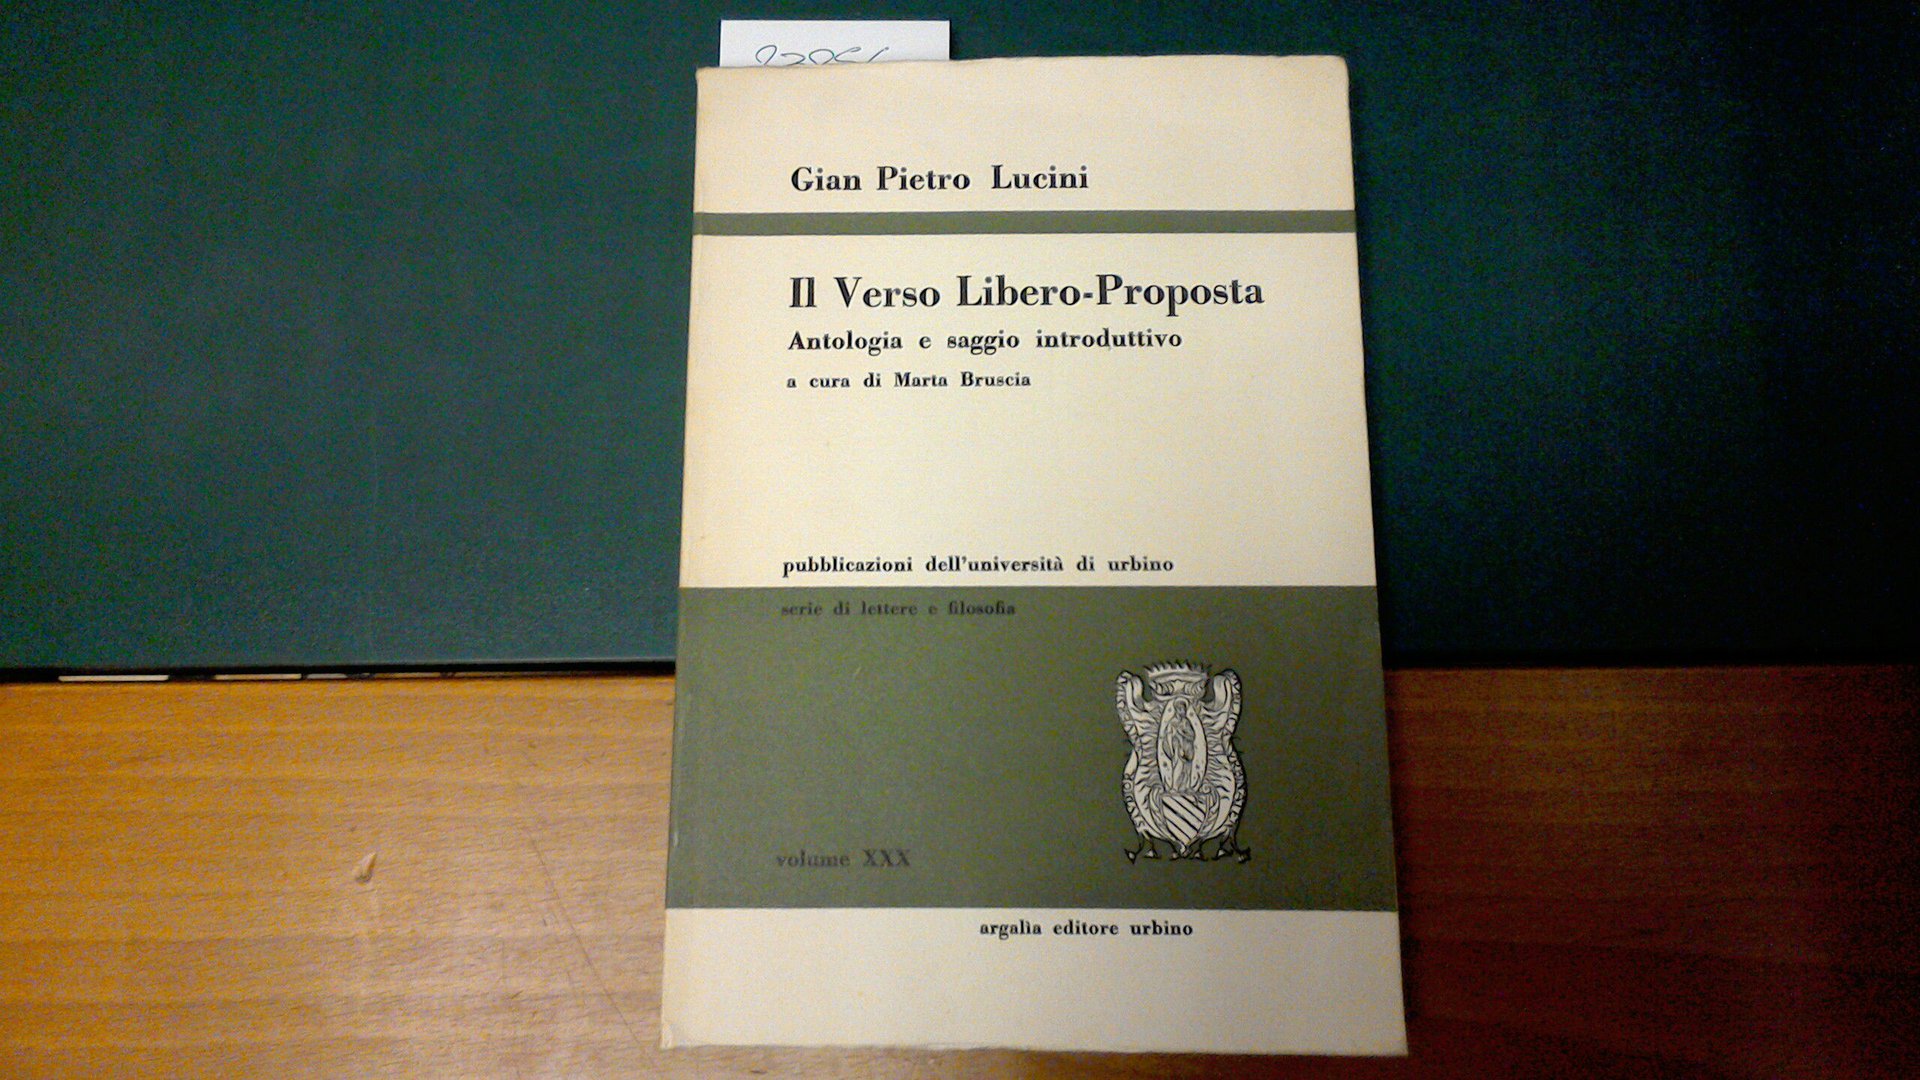 Gian Pietro Lucini
Il Verso Libero-Proposta
Antologia e saggio introduttivo
a cura di Marta Bruscia
pubblicazioni dell'università di urbino
serie di lettere e filosofia
volume XXX
argalìa editore urbino